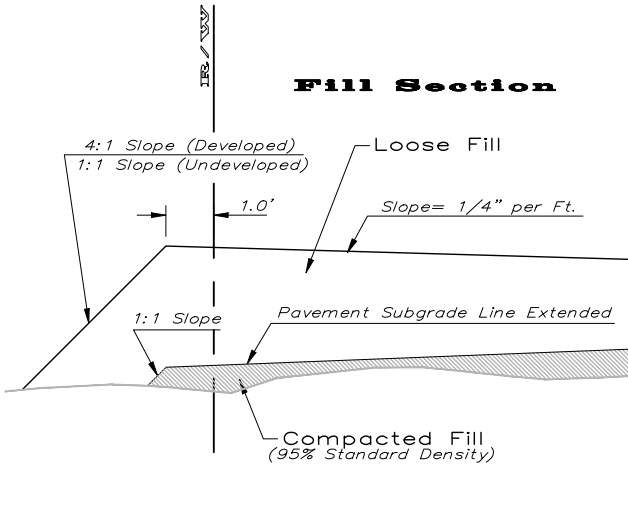 R/W
Fill Section
4:1 Slope (Developed)
1:1 Slope (Undeveloped)
Loose Fill
1.0'
Slope= 1/4" per Ft.
1:1 Slope
Pavement Subgrade Line Extended
Compacted Fill
(95% Standard Density)